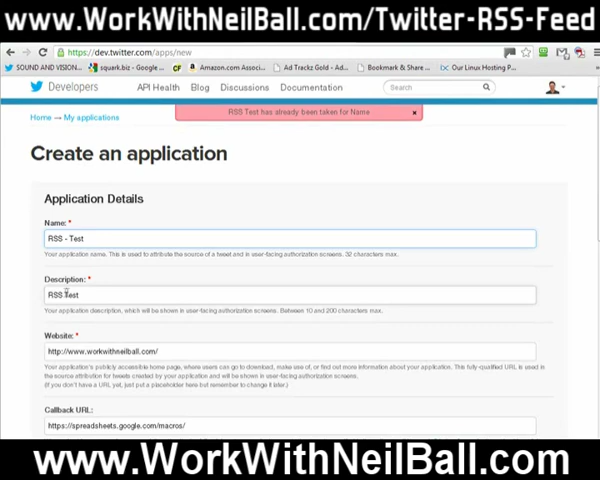 www.WorkWithNeilBall.com/Twitter-RSS-Feed
https://dev.twitter.com/apps/new
SOUND AND VISION... squark.biz - Google ... CF Amazon.com Associ... Ad Trackz Gold - Ad... Bookmark & Share ... Our Linux Hosting P...
Developers API Health Blog Discussions Documentation Search
RSS Test has already been taken for Name ×
Home → My applications
Create an application
Application Details
Name: *
RSS - Test
Your application name. This is used to attribute the source of a tweet and in user-facing authorization screens. 32 characters max.
Description: *
RSS Test
Your application description, which will be shown in user-facing authorization screens. Between 10 and 200 characters max.
Website: *
http://www.workwithneilball.com/
Your application's publicly accessible home page, where users can go to download, make use of, or find out more information about your application. This fully-qualified URL is used in
the source attribution for tweets created by your application and will be shown in user-facing authorization screens.
(If you don't have a URL yet, just put a placeholder here but remember to change it later.)
Callback URL:
https://spreadsheets.google.com/macros/
www.WorkWithNeilBall.com